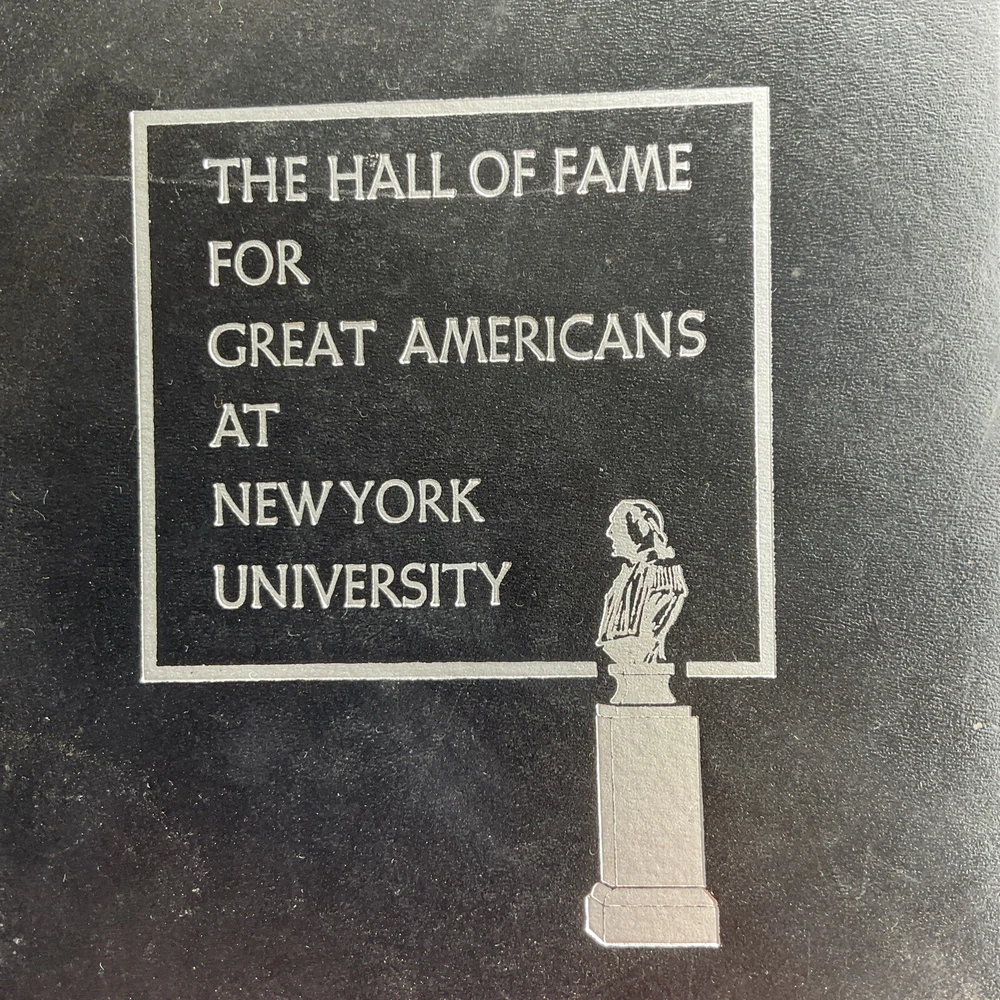 THE HALL OF FAME
FOR
GREAT AMERICANS
AT
NEW YORK
UNIVERSITY